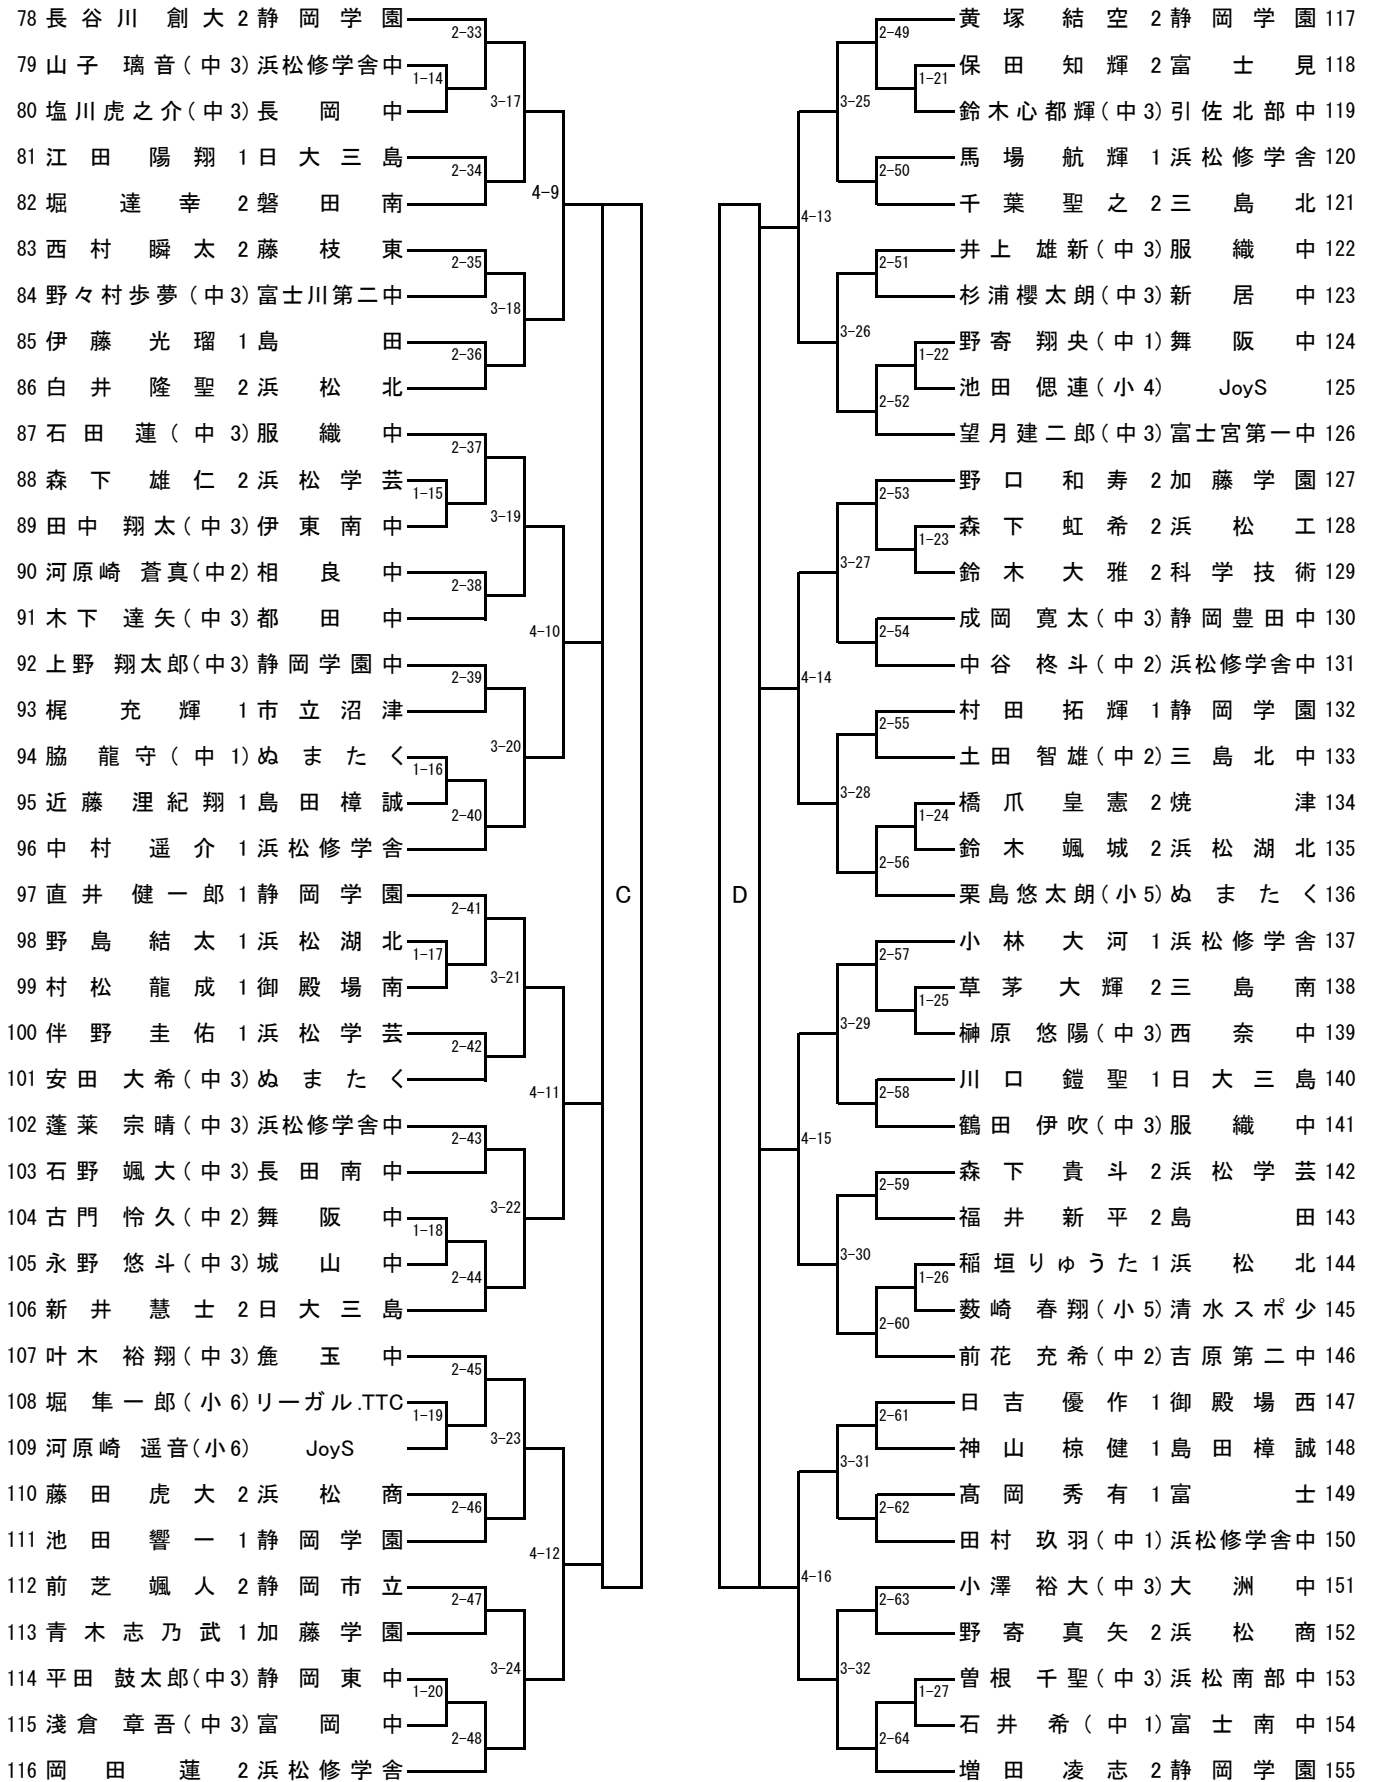 78 長谷川 創大 2 静岡学園
2-33
79 山子 璃音(中3) 浜松修学舎中
1-14
80 塩川虎之介(中3) 長岡中
3-17
81 江田 陽翔 1 日大三島
2-34
82 堀 達幸 2 磐田南
4-9
83 西村 瞬太 2 藤枝東
2-35
84 野々村歩夢(中3) 富士川第二中
3-18
85 伊藤 光瑠 1 島田
2-36
86 白井 隆聖 2 浜松北
87 石田 蓮(中3) 服織中
2-37
88 森下 雄仁 2 浜松学芸
1-15
89 田中 翔太(中3) 伊東南中
3-19
90 河原崎 蒼真(中2) 相良中
2-38
91 木下 達矢(中3) 都田中
4-10
92 上野 翔太郎(中3) 静岡学園中
2-39
93 梶 充輝 1 市立沼津
3-20
94 脇 龍守(中1) ぬまたく
1-16
95 近藤 浬紀翔 1 島田樟誠
2-40
96 中村 遥介 1 浜松修学舎
97 直井 健一郎 1 静岡学園
2-41
98 野島 結太 1 浜松湖北
1-17
99 村松 龍成 1 御殿場南
3-21
100 伴野 圭佑 1 浜松学芸
2-42
101 安田 大希(中3) ぬまたく
4-11
102 蓬莱 宗晴(中3) 浜松修学舎中
2-43
103 石野 颯大(中3) 長田南中
3-22
104 古門 怜久(中2) 舞阪中
1-18
105 永野 悠斗(中3) 城山中
2-44
106 新井 慧士 2 日大三島
107 叶木 裕翔(中3) 麁玉中
2-45
108 堀 隼一郎(小6) リーガル.TTC
1-19
109 河原崎 遥音(小6) JoyS
3-23
110 藤田 虎大 2 浜松商
2-46
111 池田 響一 1 静岡学園
4-12
112 前芝 颯人 2 静岡市立
2-47
113 青木志乃武 1 加藤学園
3-24
114 平田 鼓太郎(中3) 静岡東中
1-20
115 淺倉 章吾(中3) 富岡中
2-48
116 岡田 蓮 2 浜松修学舎
C
D
黄塚 結空 2 静岡学園 117
2-49
保田 知輝 2 富士見 118
1-21
鈴木心都輝(中3) 引佐北部中 119
3-25
馬場 航輝 1 浜松修学舎 120
2-50
千葉 聖之 2 三島北 121
4-13
井上 雄新(中3) 服織中 122
2-51
杉浦櫻太朗(中3) 新居中 123
3-26
野寄 翔央(中1) 舞阪中 124
1-22
池田 偲連(小4) JoyS 125
2-52
望月建二郎(中3) 富士宮第一中 126
野口 和寿 2 加藤学園 127
2-53
森下 虹希 2 浜松工 128
1-23
鈴木 大雅 2 科学技術 129
3-27
成岡 寛太(中3) 静岡豊田中 130
2-54
中谷 柊斗(中2) 浜松修学舎中 131
4-14
村田 拓輝 1 静岡学園 132
2-55
土田 智雄(中2) 三島北中 133
3-28
橋爪 皇憲 2 焼津 134
1-24
鈴木 颯城 2 浜松湖北 135
2-56
栗島悠太朗(小5) ぬまたく 136
小林 大河 1 浜松修学舎 137
2-57
草茅 大輝 2 三島南 138
1-25
榊原 悠陽(中3) 西奈中 139
3-29
川口 鎧聖 1 日大三島 140
2-58
鶴田 伊吹(中3) 服織中 141
4-15
森下 貴斗 2 浜松学芸 142
2-59
福井 新平 2 島田 143
3-30
稲垣りゅうた 1 浜松北 144
1-26
薮崎 春翔(小5) 清水スポ少 145
2-60
前花 充希(中2) 吉原第二中 146
日吉 優作 1 御殿場西 147
2-61
神山 椋健 1 島田樟誠 148
3-31
髙岡 秀有 1 富士 149
2-62
田村 玖羽(中1) 浜松修学舎中 150
4-16
小澤 裕大(中3) 大洲中 151
2-63
野寄 真矢 2 浜松商 152
3-32
曽根 千聖(中3) 浜松南部中 153
1-27
石井 希(中1) 富士南中 154
2-64
増田 凌志 2 静岡学園 155